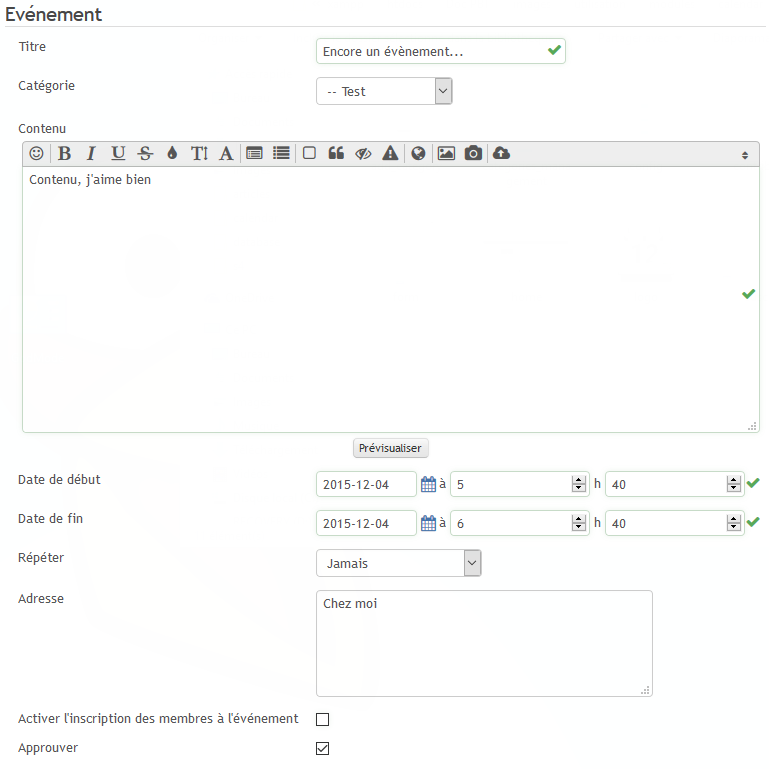 Evénement
Titre
Encore un évènement...
Catégorie
-- Test
Contenu
B I U S T A
Contenu, j'aime bien
Prévisualiser
Date de début
2015-12-04 à 5 h 40
Date de fin
2015-12-04 à 6 h 40
Répéter
Jamais
Adresse
Chez moi
Activer l'inscription des membres à l'événement
Approuver